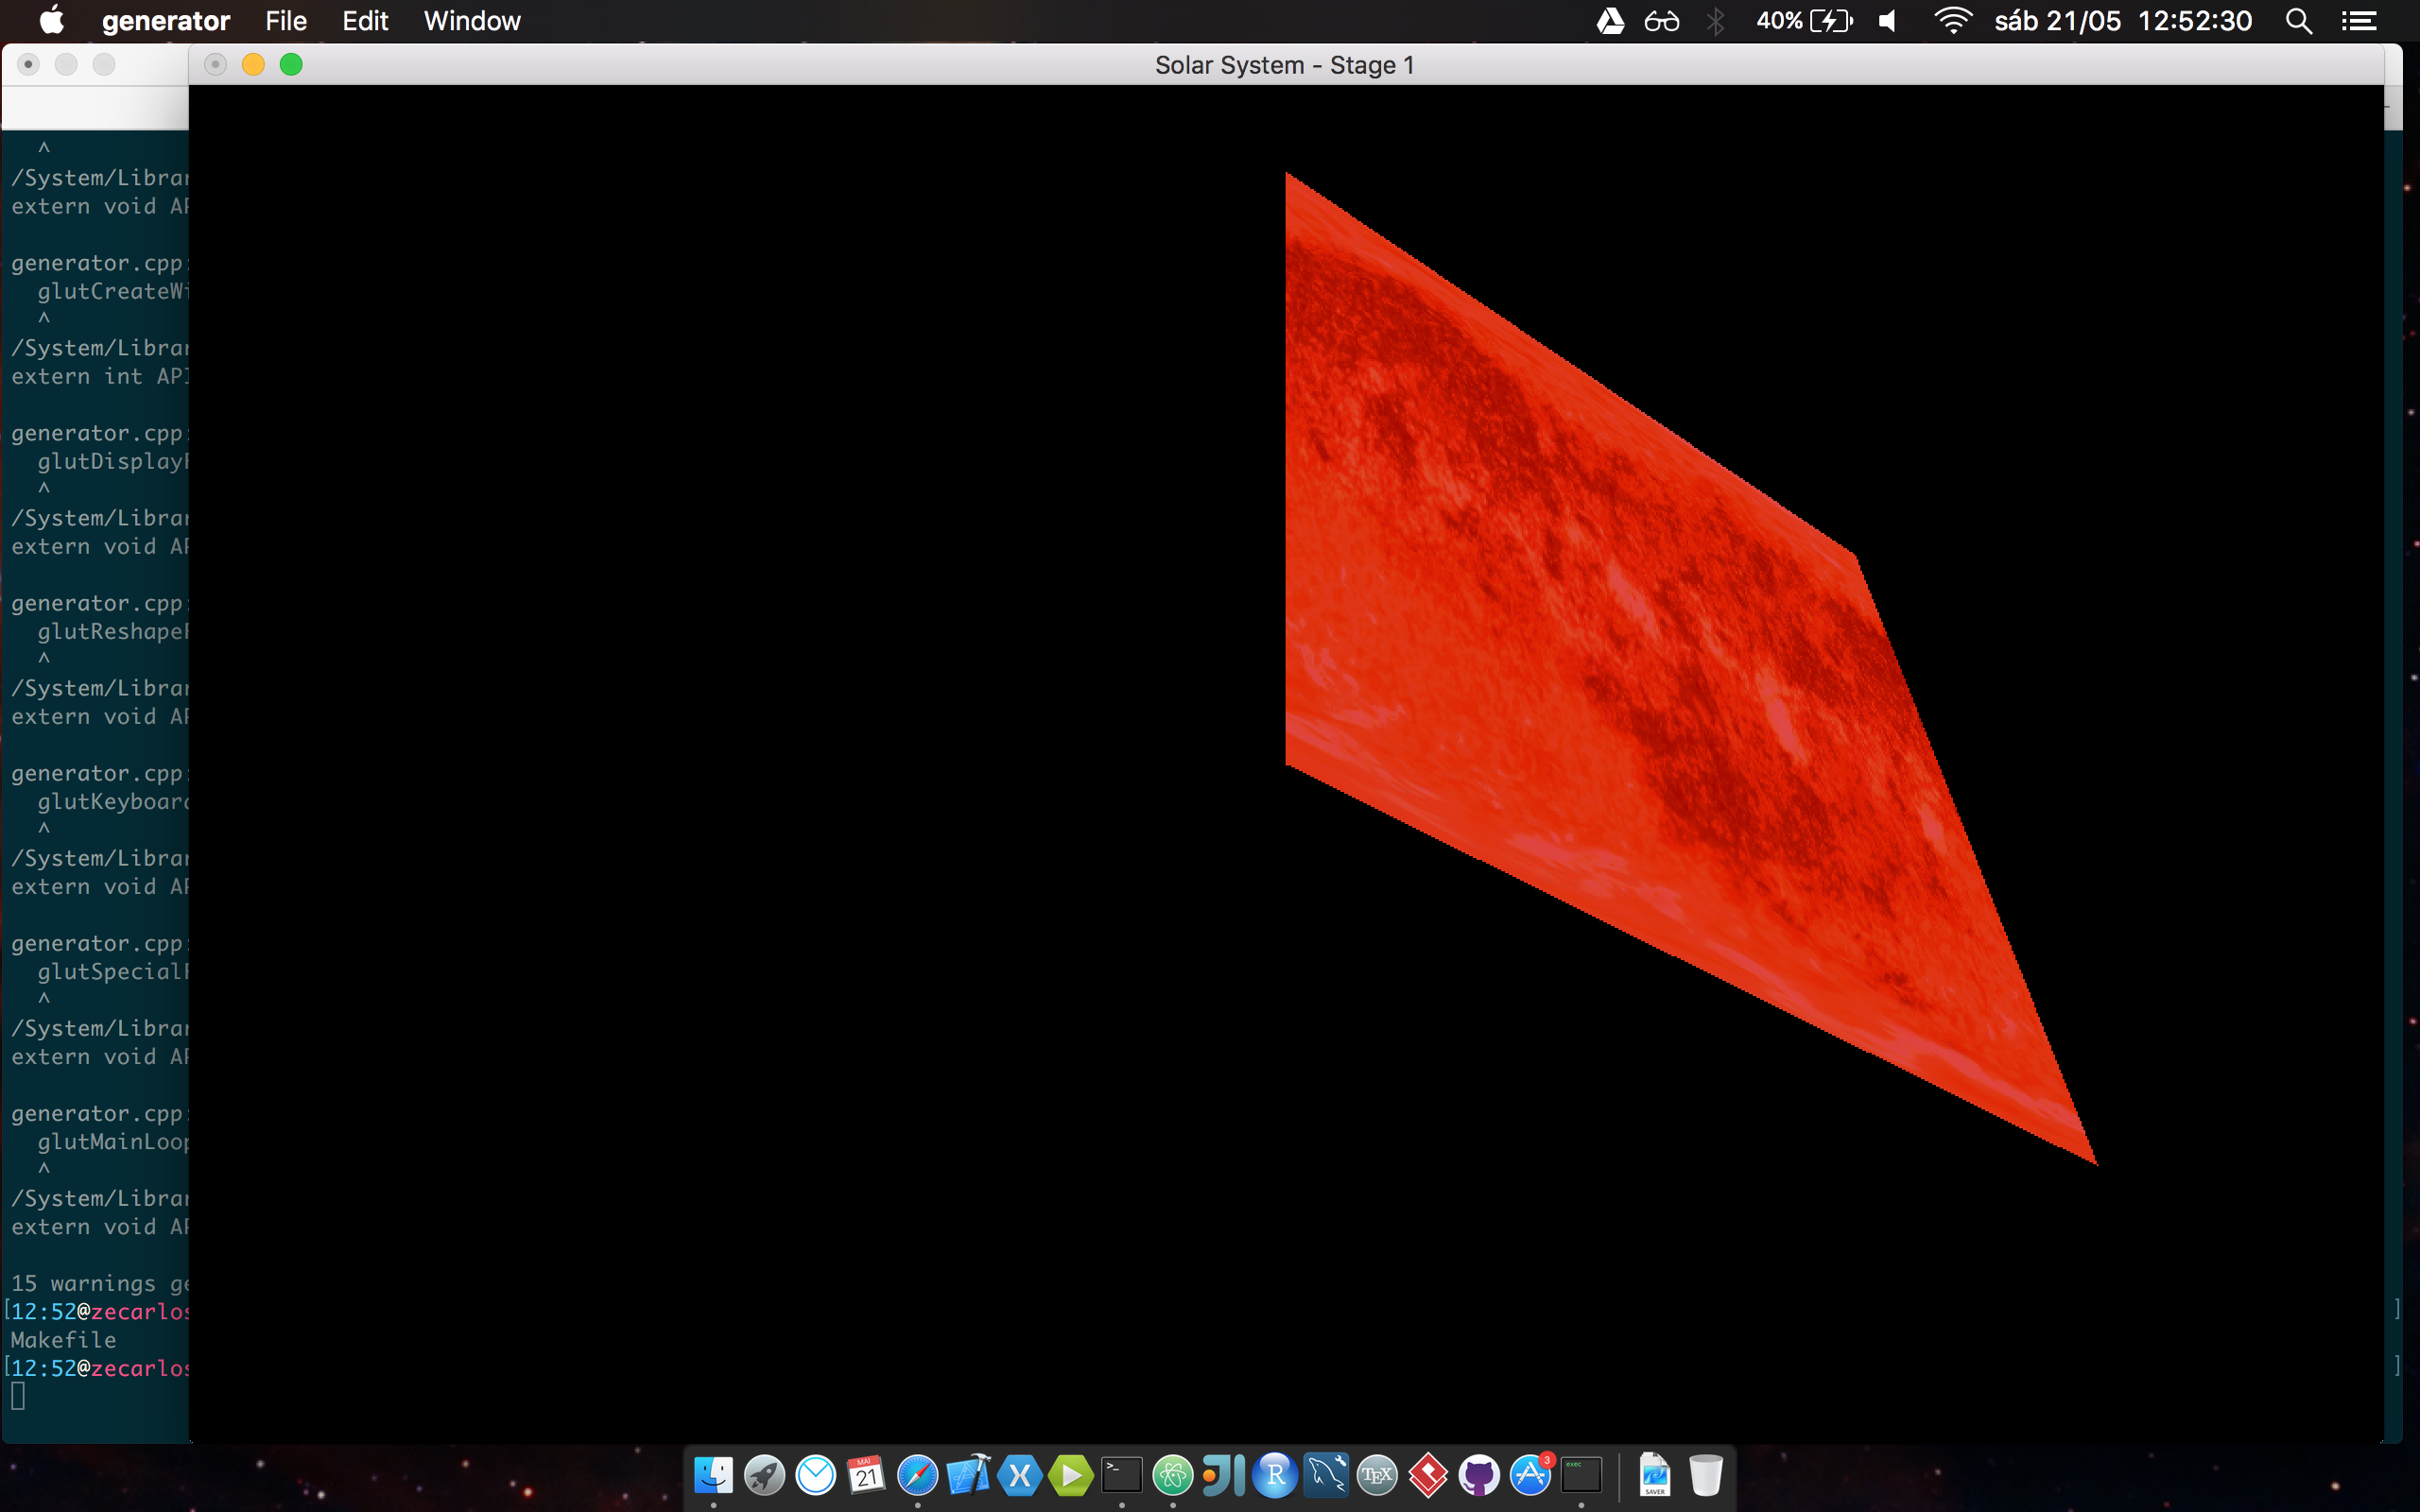 generator File Edit Window 40% sáb 21/05 12:52:30
Solar System - Stage 1
^
/System/Librar
extern void AP
generator.cpp:
glutCreateWi
^
/System/Librar
extern int API
generator.cpp:
glutDisplayF
^
/System/Librar
extern void AP
generator.cpp:
glutReshapeF
^
/System/Librar
extern void AP
generator.cpp:
glutKeyboard
^
/System/Librar
extern void AP
generator.cpp:
glutSpecialF
^
/System/Librar
extern void AP
generator.cpp:
glutMainLoop
^
/System/Librar
extern void AP
15 warnings ge
[12:52@zecarlos ]
Makefile
[12:52@zecarlos ]
MAI
21
>_
X
R
TEX
3
exec
SAVER